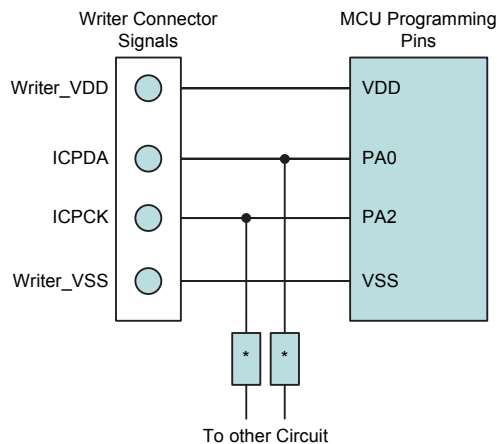 Writer Connector
Signals
MCU Programming
Pins
Writer_VDD
VDD
ICPDA
PA0
ICPCK
PA2
Writer_VSS
VSS
*
*
To other Circuit